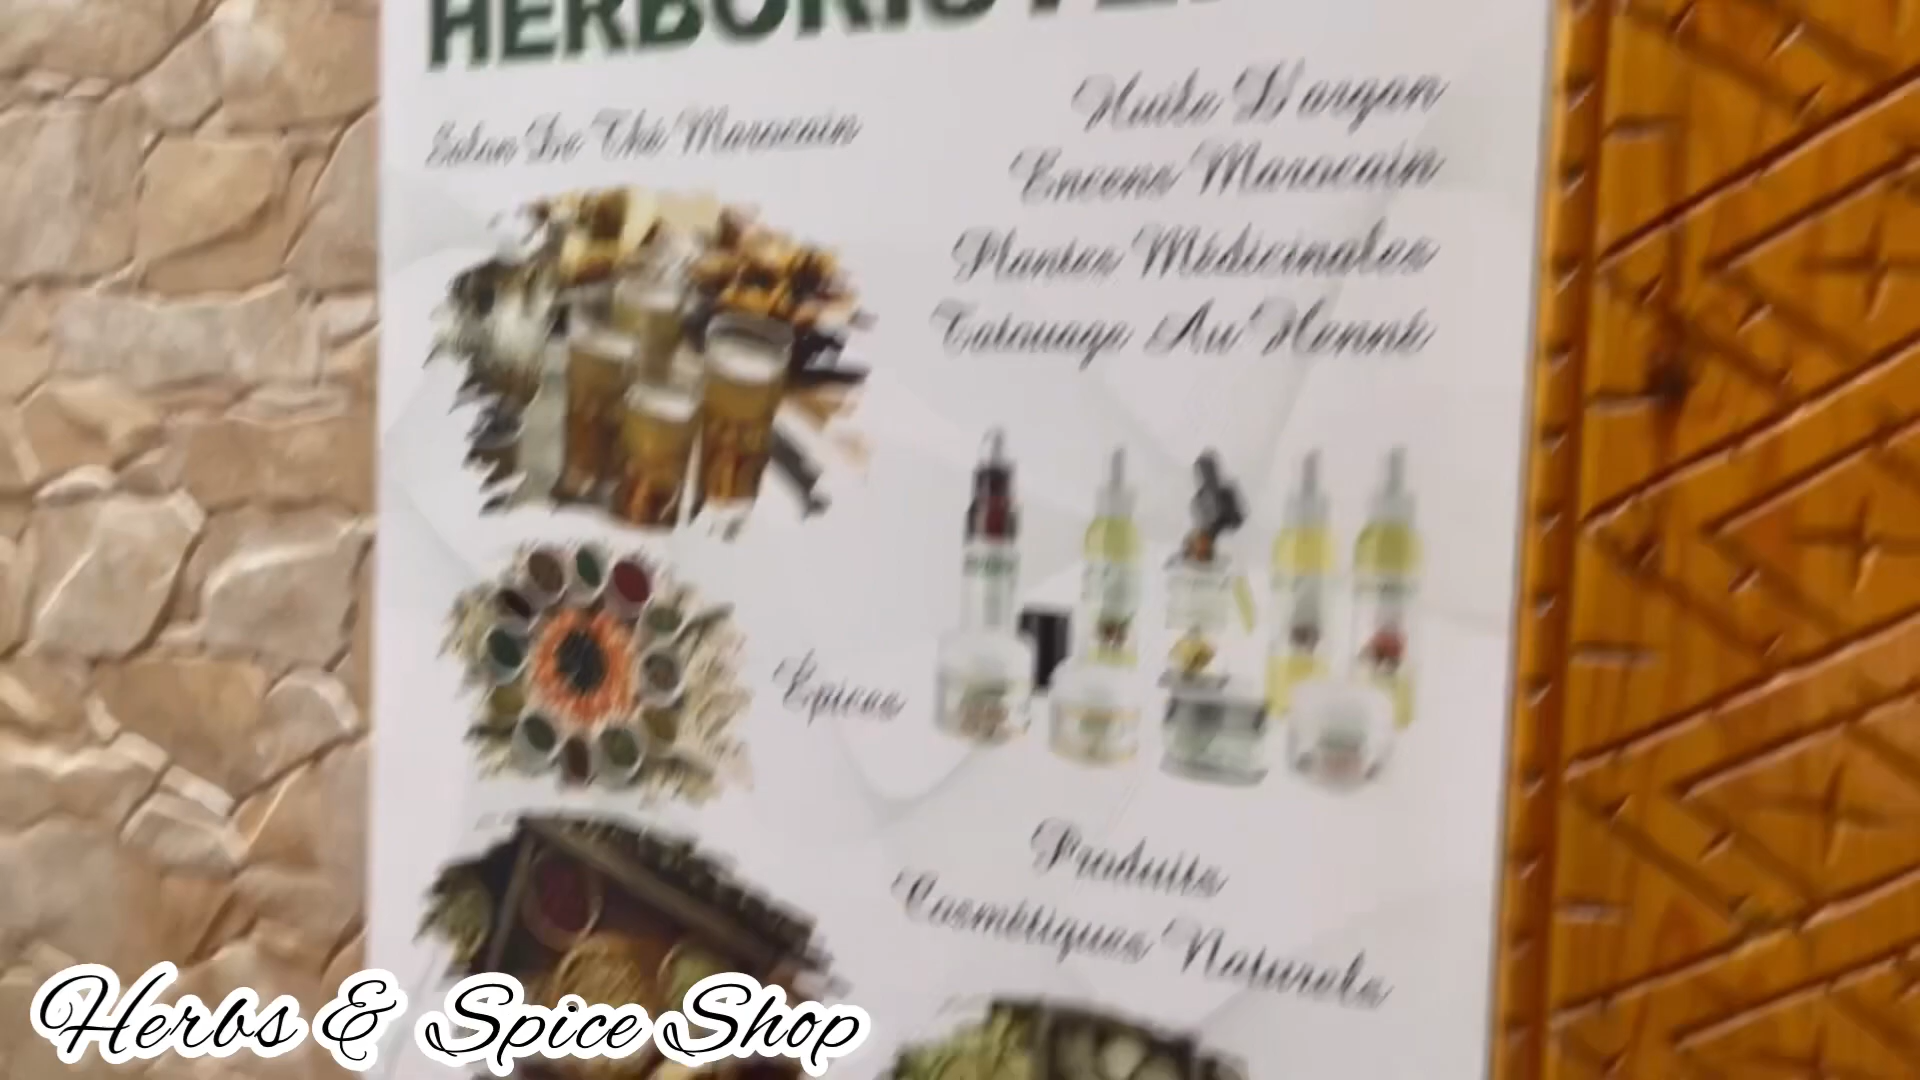 HERBORISTE
Salon De Thé Marocain
Huile D'argan
Encens Marocain
Plantes Médicinales
Tatouage Au Henné
Épices
Produits
Cosmétiques Naturels
Herbs & Spice Shop